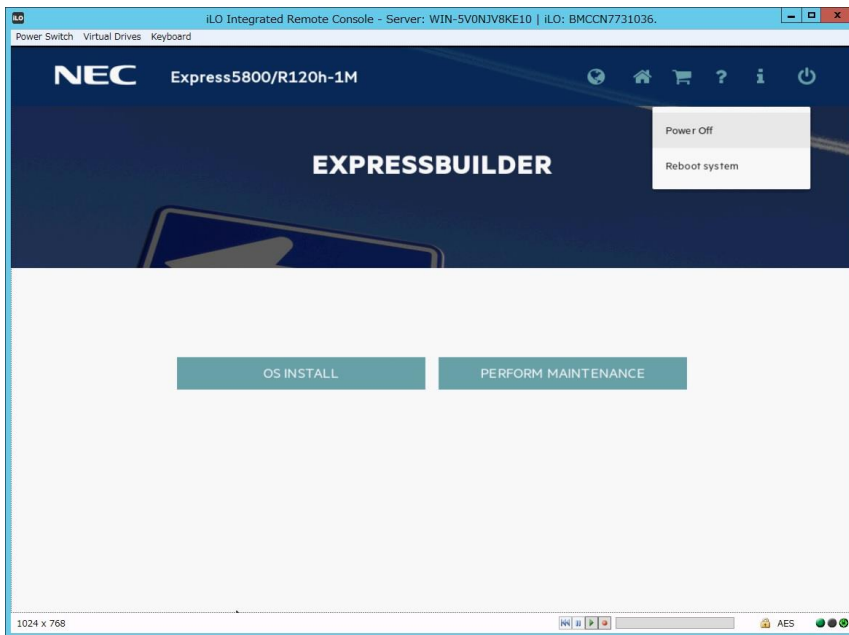 iLO
iLO Integrated Remote Console - Server: WIN-5V0NJV8KE10 | iLO: BMCCN7731036.
Power Switch Virtual Drives Keyboard
NEC Express5800/R120h-1M
Power Off
Reboot system
EXPRESSBUILDER
OS INSTALL
PERFORM MAINTENANCE
1024 x 768
AES